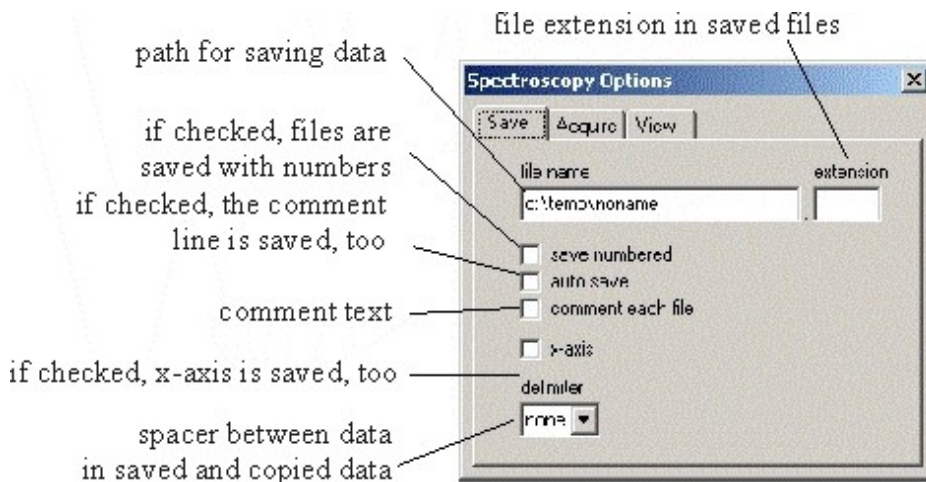 file extension in saved files
path for saving data
Spectroscopy Options
Save Acquire View
if checked, files are
saved with numbers
file name extension
c:\temp\noname .
if checked, the comment
line is saved, too
save numbered
auto save
comment text
comment each file
x-axis
if checked, x-axis is saved, too
delimiter
none
spacer between data
in saved and copied data